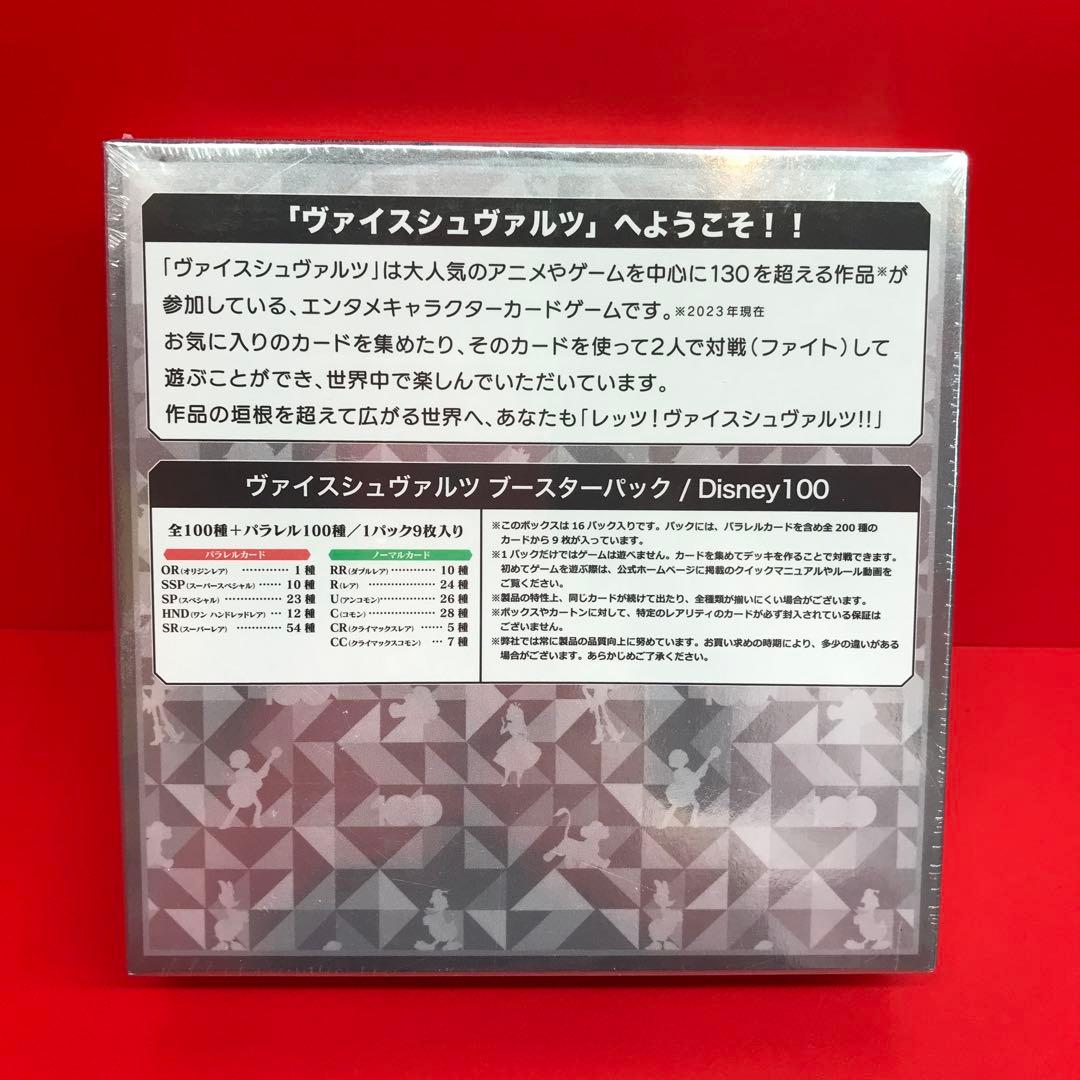 「ヴァイスシュヴァルツ」へようこそ！！
「ヴァイスシュヴァルツ」は大人気のアニメやゲームを中心に130を超える作品※が
参加している、エンタメキャラクターカードゲームです。※2023年現在
お気に入りのカードを集めたり、そのカードを使って2人で対戦（ファイト）して
遊ぶことができ、世界中で楽しんでいただいています。
作品の垣根を超えて広がる世界へ、あなたも「レッツ！ヴァイスシュヴァルツ!!」
ヴァイスシュヴァルツ ブースターパック / Disney100
全100種＋パラレル100種／1パック9枚入り
パラレルカード
OR(オリジンレア) ………… 1種
SSP(スーパースペシャル) …… 10種
SP(スペシャル) ………… 23種
HND(ワン ハンドレッドレア) … 12種
SR(スーパーレア) ………… 54種
ノーマルカード
RR(ダブルレア) ………… 10種
R(レア) ………… 24種
U(アンコモン) ………… 26種
C(コモン) ………… 28種
CR(クライマックスレア) …… 5種
CC(クライマックスコモン) … 7種
※このボックスは16パック入りです。パックには、パラレルカードを含め全200種の
カードから9枚が入っています。
※1パックだけではゲームは遊べません。カードを集めてデッキを作ることで対戦できます。
初めてゲームを遊ぶ際は、公式ホームページに掲載のクイックマニュアルやルール動画を
ご覧ください。
※製品の特性上、同じカードが続けて出たり、全種類が揃いにくい場合がございます。
※ボックスやカートンに対して、特定のレアリティのカードが必ず封入されている保証は
ございません。
※弊社では常に製品の品質向上に努めています。お買い求めの時期により、多少の違いがある
場合がございます。あらかじめご了承ください。